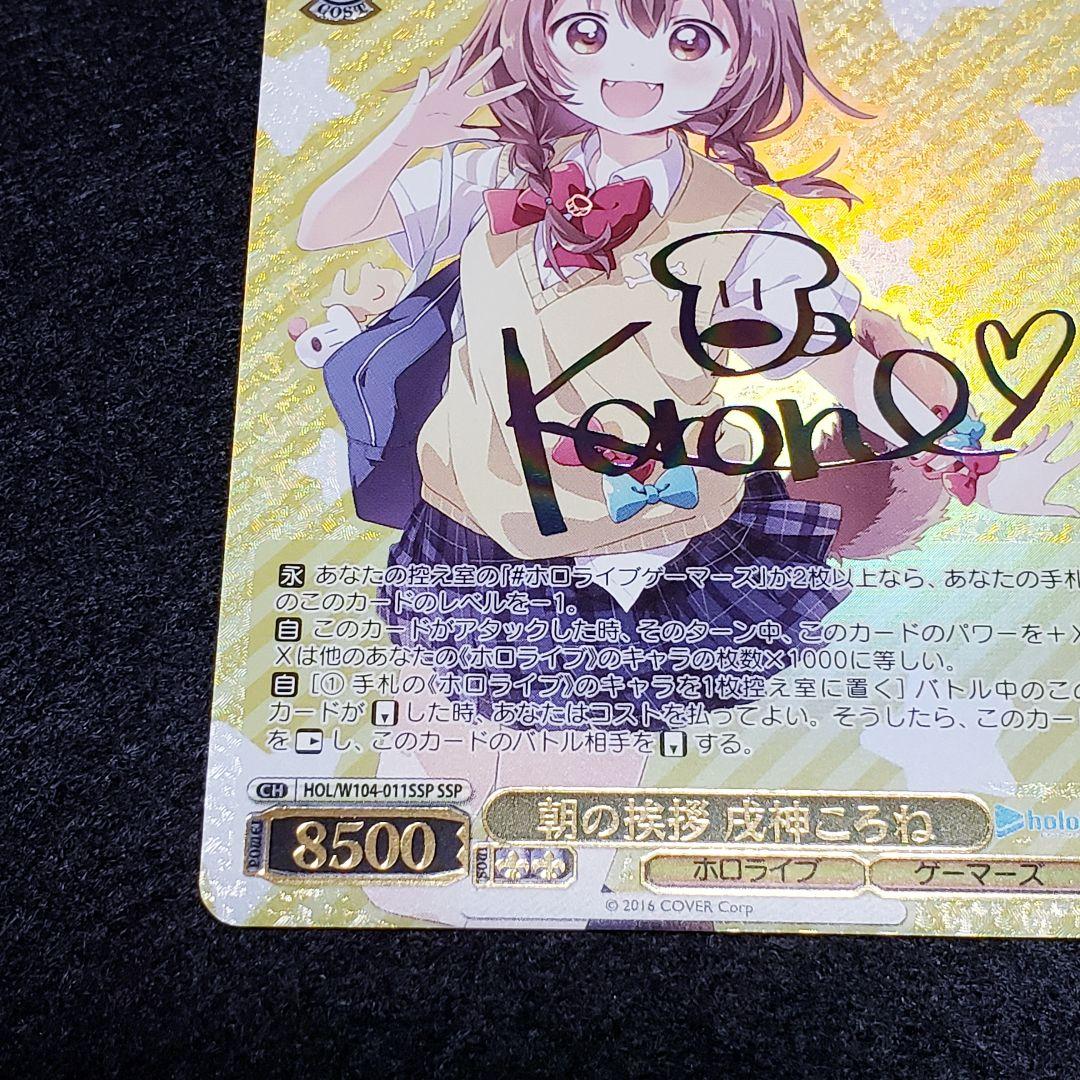 COST
Korone
永 あなたの控え室の「#ホロライブゲーマーズ」が2枚以上なら、あなたの手札
のこのカードのレベルを－1。
自 このカードがアタックした時、そのターン中、このカードのパワーを＋X
Xは他のあなたの《ホロライブ》のキャラの枚数×1000に等しい。
自 [① 手札の《ホロライブ》のキャラを1枚控え室に置く] バトル中のこの
カードが した時、あなたはコストを払ってよい。そうしたら、このカー
を し、このカードのバトル相手を する。
CH HOL/W104-011SSP SSP
POWER 8500
SOUL
朝の挨拶 戌神ころね
holo
ホロライブ ゲーマーズ
© 2016 COVER Corp